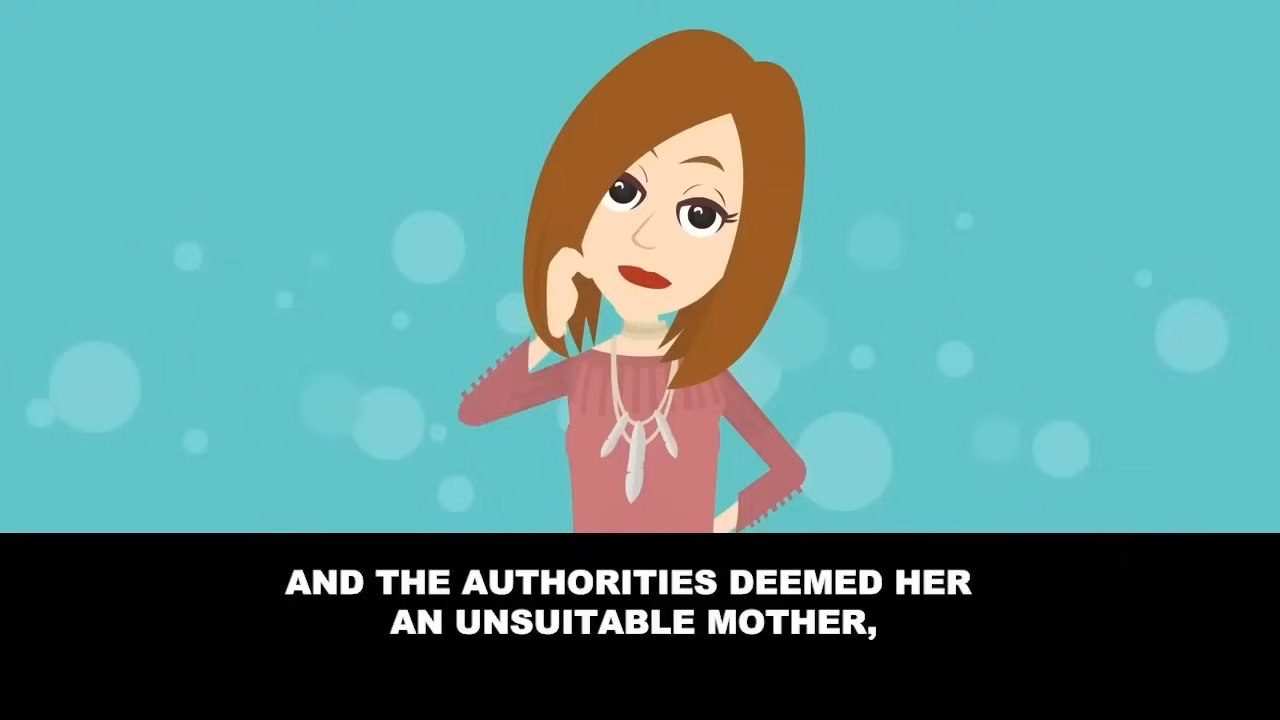 AND THE AUTHORITIES DEEMED HER
AN UNSUITABLE MOTHER,